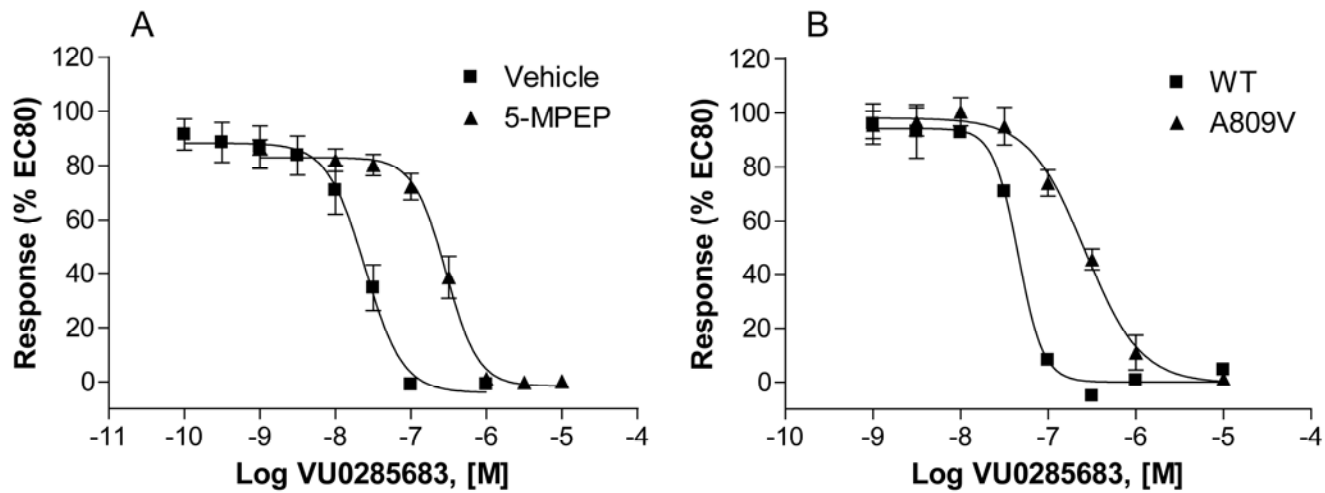 A
Response (% EC80)
120
100
80
60
40
20
0
-11 -10 -9 -8 -7 -6 -5 -4
Log VU0285683, [M]
Vehicle
5-MPEP
B
Response (% EC80)
120
100
80
60
40
20
0
-10 -9 -8 -7 -6 -5 -4
Log VU0285683, [M]
WT
A809V